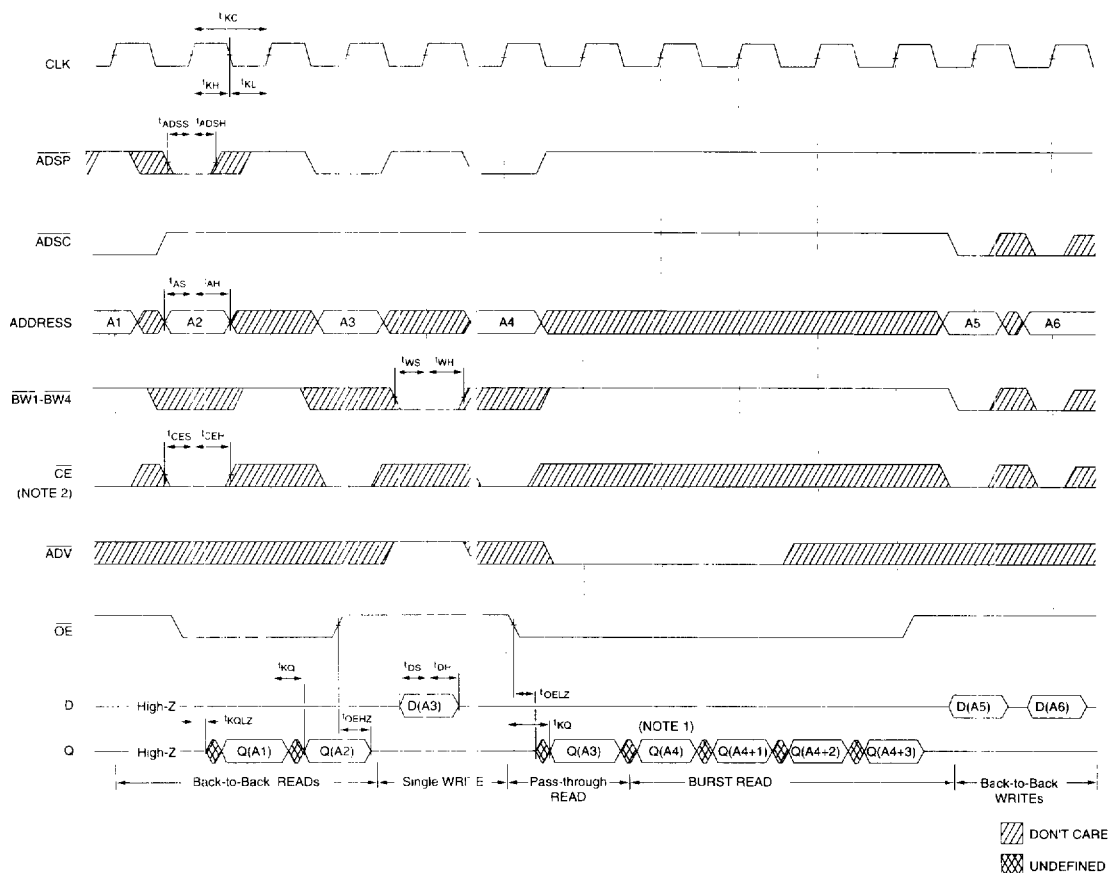 tKC
CLK
tKH tKL
tADSS tADSH
ADSP
ADSC
tAS tAH
ADDRESS A1 A2 A3 A4 A5 A6
tWS tWH
BW1-BW4
tCES tCEH
CE
(NOTE 2)
ADV
OE
tKQ tDS tDH
tOELZ
D High-Z D(A3) D(A5) D(A6)
tKQLZ tOEHZ tKQ (NOTE 1)
Q High-Z Q(A1) Q(A2) Q(A3) Q(A4) Q(A4+1) Q(A4+2) Q(A4+3)
Back-to-Back READs Single WRITE Pass-through BURST READ Back-to-Back
READ WRITEs
DON'T CARE
UNDEFINED